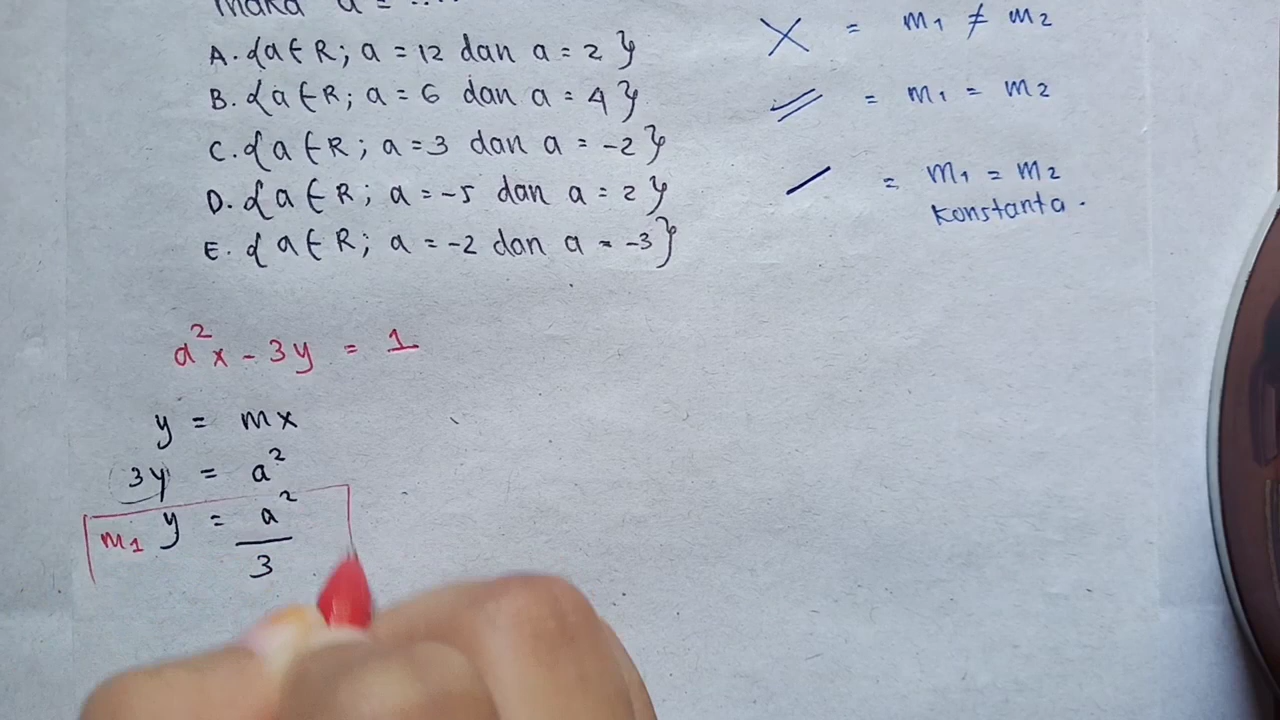 maka a = ....
A. {a ∈ R; a = 12 dan a = 2}
B. {a ∈ R; a = 6 dan a = 4}
C. {a ∈ R; a = 3 dan a = -2}
D. {a ∈ R; a = -5 dan a = 2}
E. {a ∈ R; a = -2 dan a = -3}
= m₁ ≠ m₂
= m₁ = m₂
= m₁ = m₂
konstanta.
a²x - 3y = 1
y = mx
3y = a²
m₁ y = a²/3